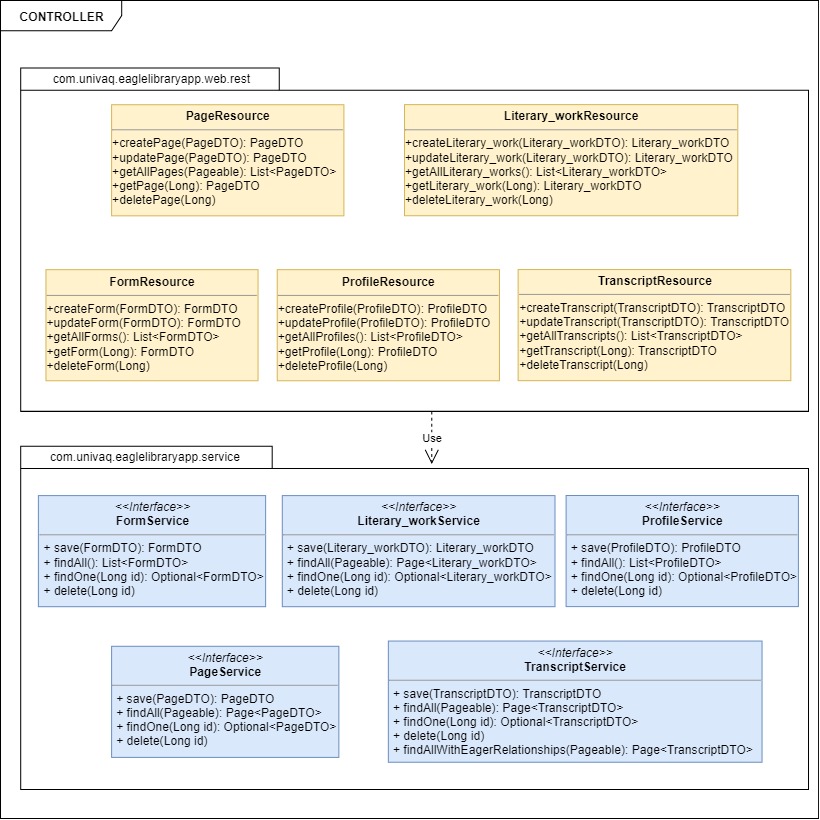 CONTROLLER
com.univaq.eaglelibraryapp.web.rest
PageResource
+createPage(PageDTO): PageDTO
+updatePage(PageDTO): PageDTO
+getAllPages(Pageable): List<PageDTO>
+getPage(Long): PageDTO
+deletePage(Long)
Literary_workResource
+createLiterary_work(Literary_workDTO): Literary_workDTO
+updateLiterary_work(Literary_workDTO): Literary_workDTO
+getAllLiterary_works(): List<Literary_workDTO>
+getLiterary_work(Long): Literary_workDTO
+deleteLiterary_work(Long)
FormResource
+createForm(FormDTO): FormDTO
+updateForm(FormDTO): FormDTO
+getAllForms(): List<FormDTO>
+getForm(Long): FormDTO
+deleteForm(Long)
ProfileResource
+createProfile(ProfileDTO): ProfileDTO
+updateProfile(ProfileDTO): ProfileDTO
+getAllProfiles(): List<ProfileDTO>
+getProfile(Long): ProfileDTO
+deleteProfile(Long)
TranscriptResource
+createTranscript(TranscriptDTO): TranscriptDTO
+updateTranscript(TranscriptDTO): TranscriptDTO
+getAllTranscripts(): List<TranscriptDTO>
+getTranscript(Long): TranscriptDTO
+deleteTranscript(Long)
Use
com.univaq.eaglelibraryapp.service
<<Interface>>
FormService
+ save(FormDTO): FormDTO
+ findAll(): List<FormDTO>
+ findOne(Long id): Optional<FormDTO>
+ delete(Long id)
<<Interface>>
Literary_workService
+ save(Literary_workDTO): Literary_workDTO
+ findAll(Pageable): Page<Literary_workDTO>
+ findOne(Long id): Optional<Literary_workDTO>
+ delete(Long id)
<<Interface>>
ProfileService
+ save(ProfileDTO): ProfileDTO
+ findAll(): List<ProfileDTO>
+ findOne(Long id): Optional<ProfileDTO>
+ delete(Long id)
<<Interface>>
PageService
+ save(PageDTO): PageDTO
+ findAll(Pageable): Page<PageDTO>
+ findOne(Long id): Optional<PageDTO>
+ delete(Long id)
<<Interface>>
TranscriptService
+ save(TranscriptDTO): TranscriptDTO
+ findAll(Pageable): Page<TranscriptDTO>
+ findOne(Long id): Optional<TranscriptDTO>
+ delete(Long id)
+ findAllWithEagerRelationships(Pageable): Page<TranscriptDTO>